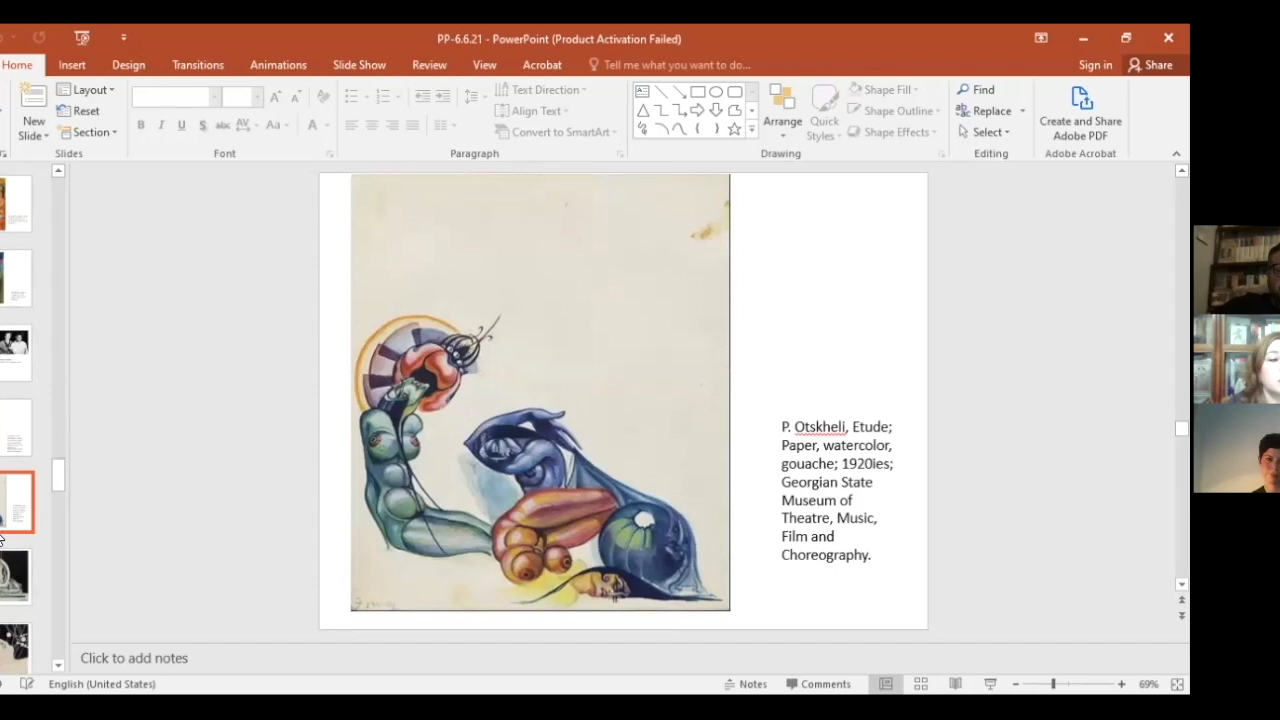 PP-6.6.21 - PowerPoint (Product Activation Failed)
Home Insert Design Transitions Animations Slide Show Review View Acrobat Tell me what you want to do... Sign in Share
New Slide
Layout
Reset
Section
Slides
B I U S abc AV Aa A
Font
Text Direction
Align Text
Convert to SmartArt
Paragraph
Arrange
Quick Styles
Shape Fill
Shape Outline
Shape Effects
Drawing
Find
Replace
Select
Editing
Create and Share
Adobe PDF
Adobe Acrobat
P. Otskheli, Etude;
Paper, watercolor,
gouache; 1920ies;
Georgian State
Museum of
Theatre, Music,
Film and
Choreography.
Click to add notes
English (United States) Notes Comments 69%